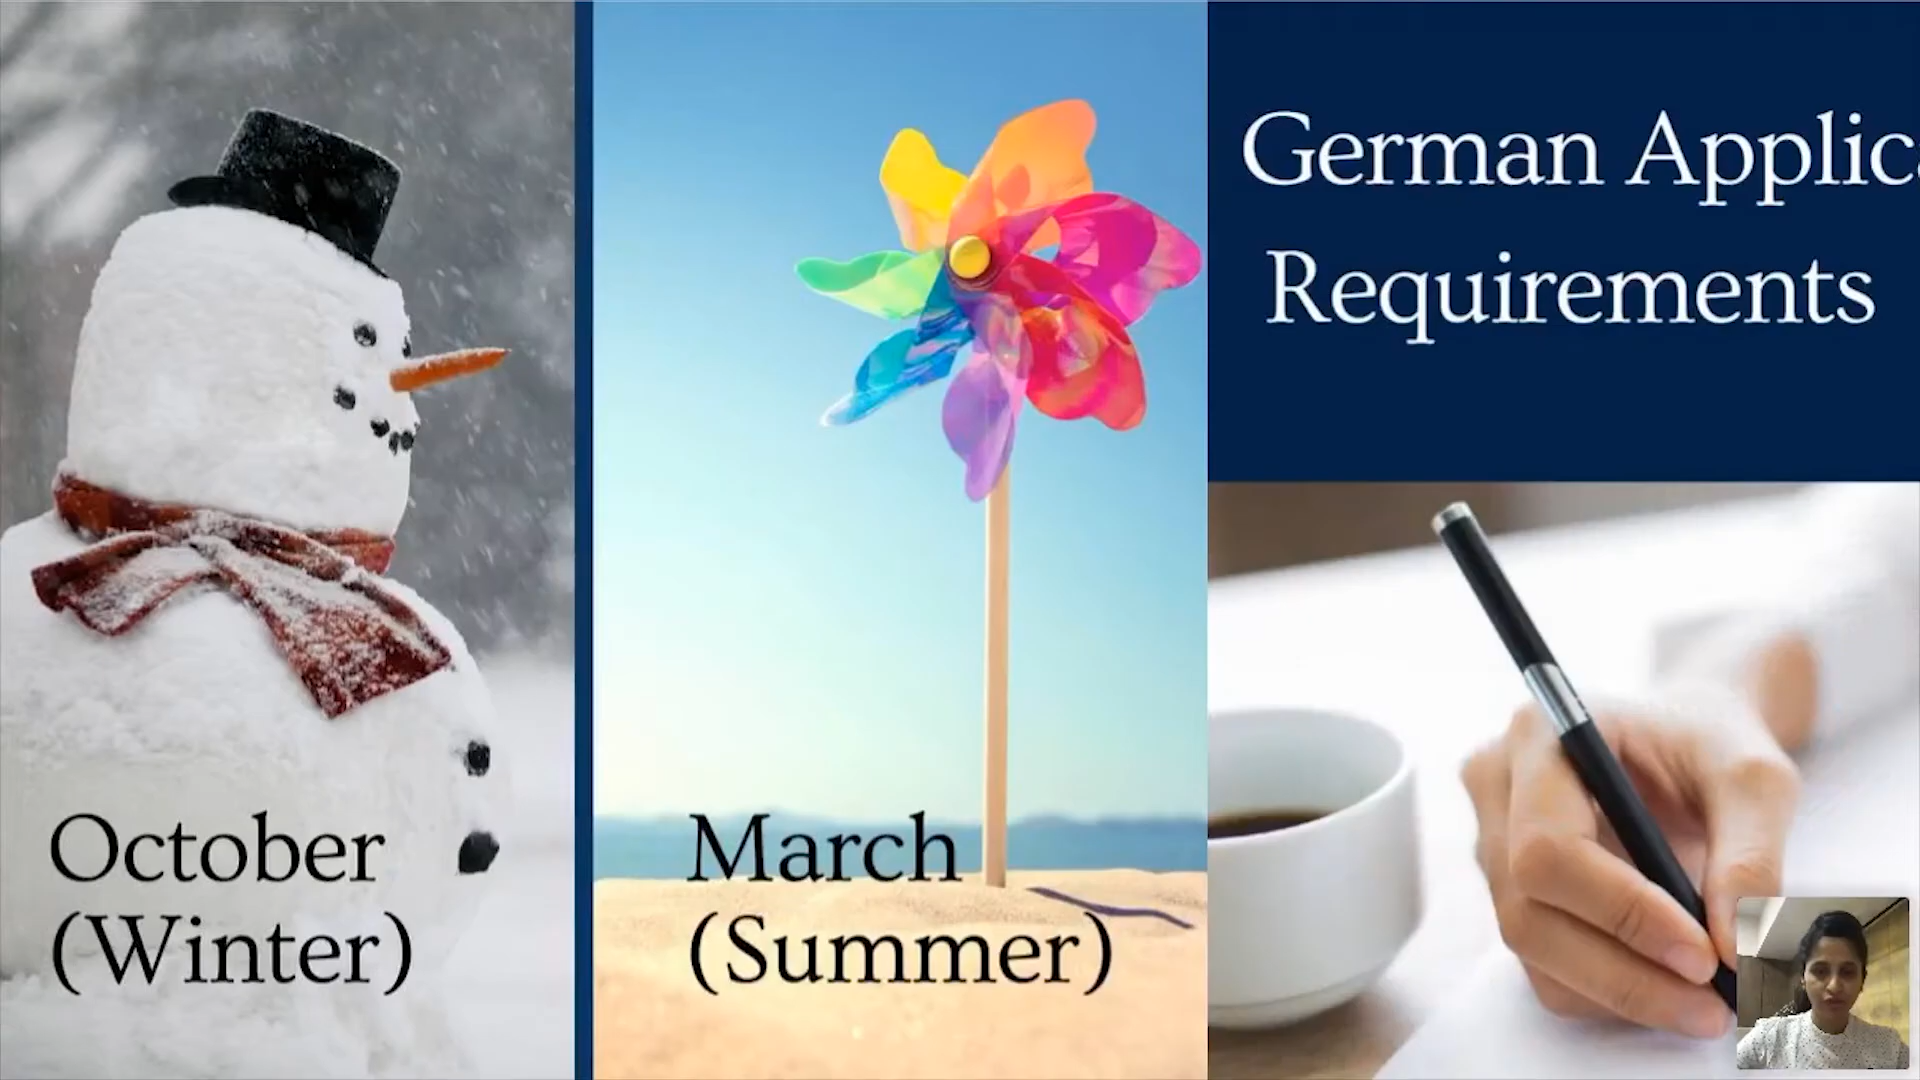 October
(Winter)
March
(Summer)
German Applic
Requirements